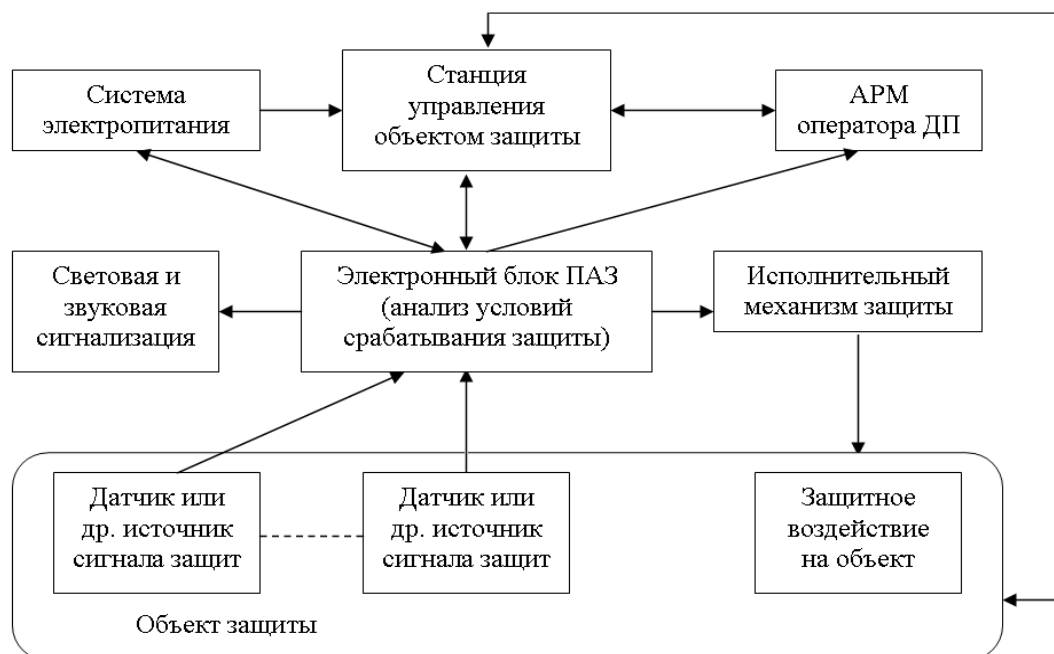 Станция
управления
объектом защиты
Система
электропитания
АРМ
оператора ДП
Световая и
звуковая
сигнализация
Электронный блок ПАЗ
(анализ условий
срабатывания защиты)
Исполнительный
механизм защиты
Датчик или
др. источник
сигнала защит
Датчик или
др. источник
сигнала защит
Защитное
воздействие
на объект
Объект защиты